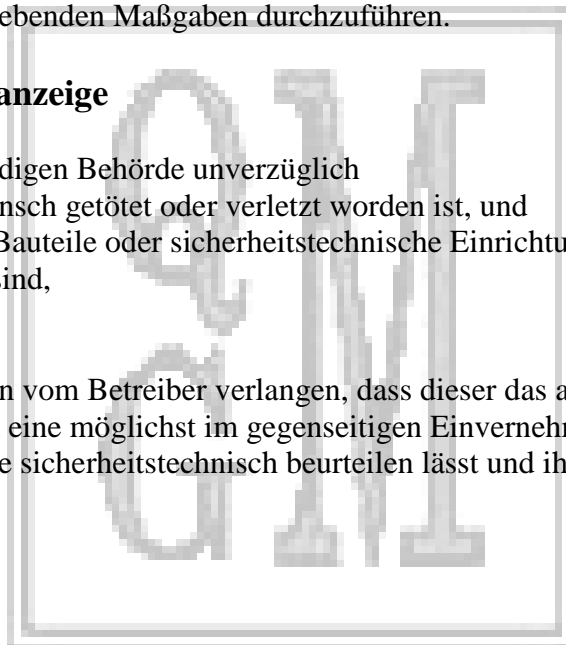 ebenden Maßgaben durchzuführen.
anzeige
digen Behörde unverzüglich
nsch getötet oder verletzt worden ist, und
Bauteile oder sicherheitstechnische Einrichtu
sind,
n vom Betreiber verlangen, dass dieser das a
eine möglichst im gegenseitigen Einvernehm
e sicherheitstechnisch beurteilen lässt und ih
Q M
G